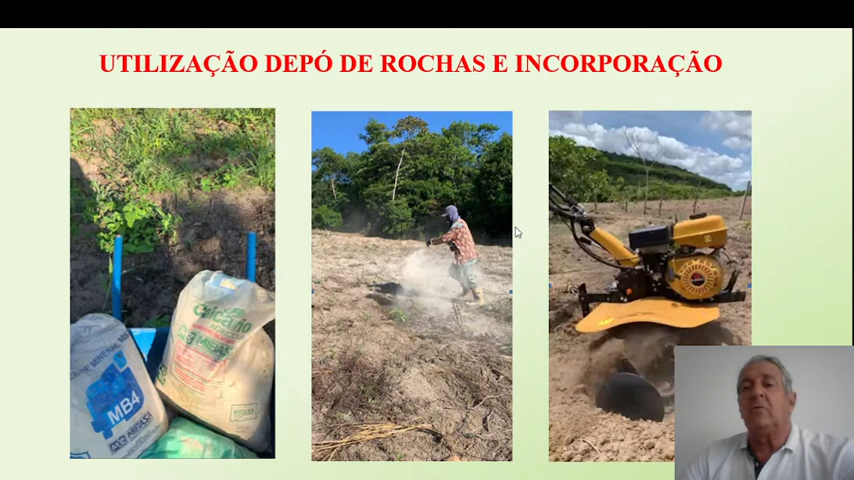 UTILIZAÇÃO DEPÓ DE ROCHAS E INCORPORAÇÃO
MB4
Calcário